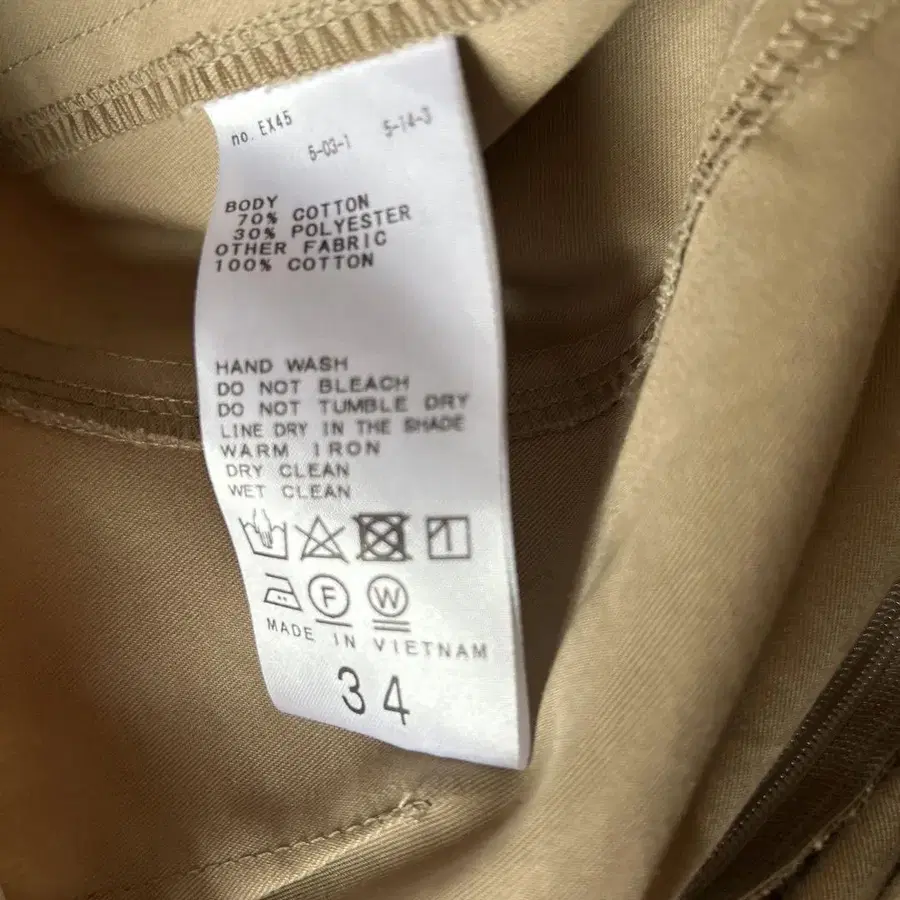 no. EX45
5-03-1 5-14-3
BODY
70% COTTON
30% POLYESTER
OTHER FABRIC
100% COTTON
HAND WASH
DO NOT BLEACH
DO NOT TUMBLE DRY
LINE DRY IN THE SHADE
WARM IRON
DRY CLEAN
WET CLEAN
F W
MADE IN VIETNAM
34